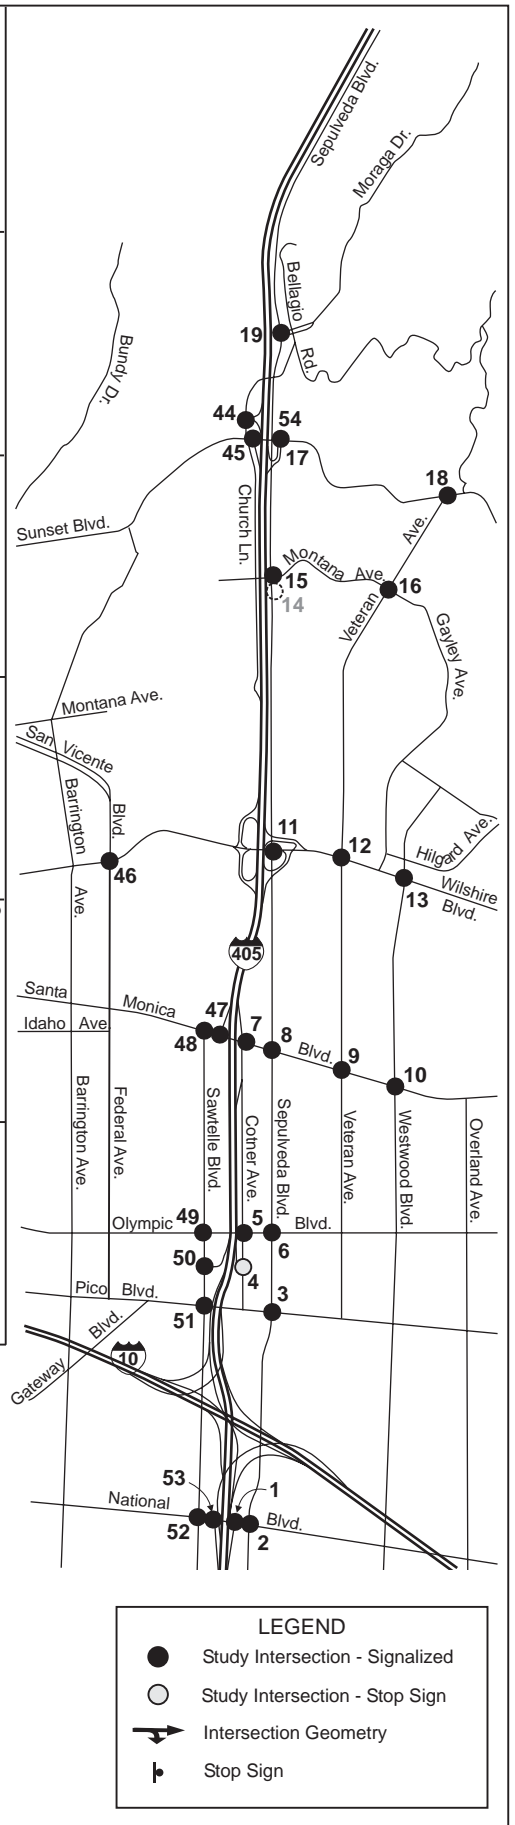 Sepulveda Blvd.
Moraga Dr.
Bellagio
Rd.
19
Bundy Dr.
44
54
45
17
18
Church Ln.
Sunset Blvd.
Ave.
Montana
Ave.
15
16
14
Veteran
Gayley Ave.
Montana Ave.
San Vicente
Blvd.
Barrington
Ave.
11
12
46
13
Hilgard Ave.
Wilshire
Blvd.
405
Santa
Monica
Blvd.
Idaho Ave.
47
48
7
8
9
10
Barrington Ave.
Federal Ave.
Sawtelle Blvd.
Cotner Ave.
Sepulveda Blvd.
Veteran Ave.
Westwood Blvd.
Overland Ave.
Olympic
49
5
Blvd.
6
50
4
Pico Blvd.
51
3
Gateway
Blvd.
10
53
1
National
52
2
Blvd.
LEGEND
Study Intersection - Signalized
Study Intersection - Stop Sign
Intersection Geometry
Stop Sign